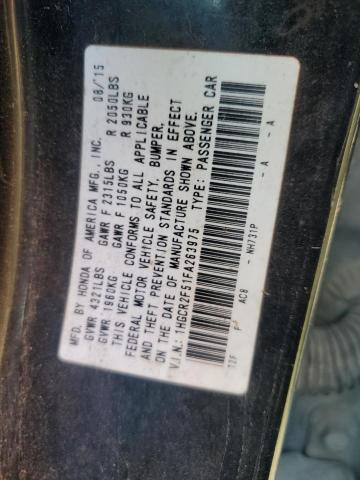 MFD. BY HONDA OF AMERICA MFG., INC. 08/15
GVWR 4321LBS GAWR F 2315LBS R 2050LBS
GVWR 1960KG GAWR F 1050KG R 930KG
THIS VEHICLE CONFORMS TO ALL APPLICABLE
FEDERAL MOTOR VEHICLE SAFETY, BUMPER,
AND THEFT PREVENTION STANDARDS IN EFFECT
ON THE DATE OF MANUFACTURE SHOWN ABOVE.
V.I.N.: 1HGCR2F51FA263975 TYPE: PASSENGER CAR
AC8 - NH731P - A - A